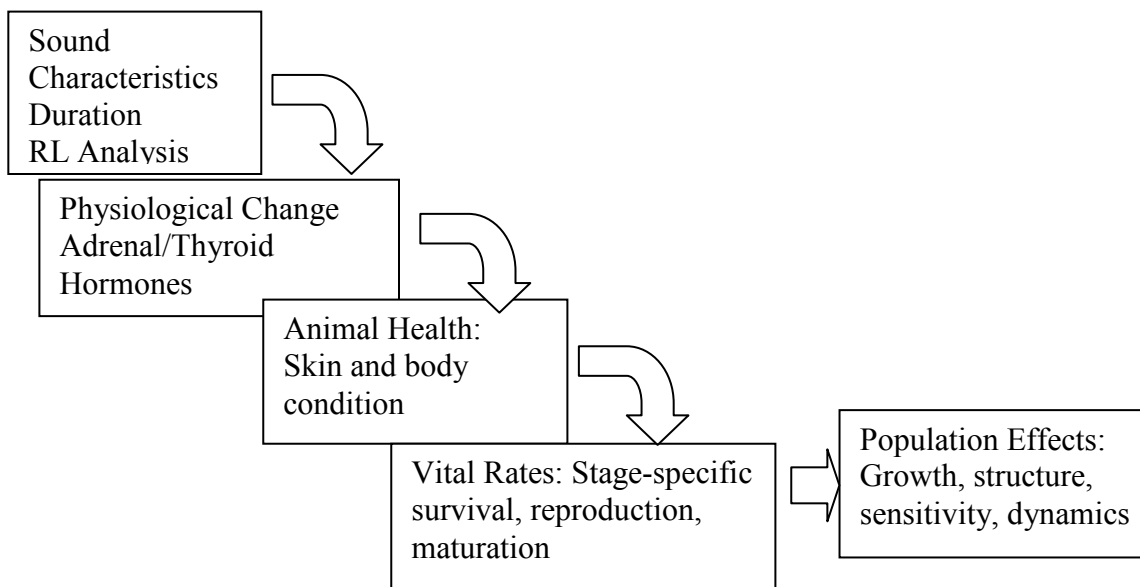 Sound
Characteristics
Duration
RL Analysis
Physiological Change
Adrenal/Thyroid
Hormones
Animal Health:
Skin and body
condition
Vital Rates: Stage-specific
survival, reproduction,
maturation
Population Effects:
Growth, structure,
sensitivity, dynamics